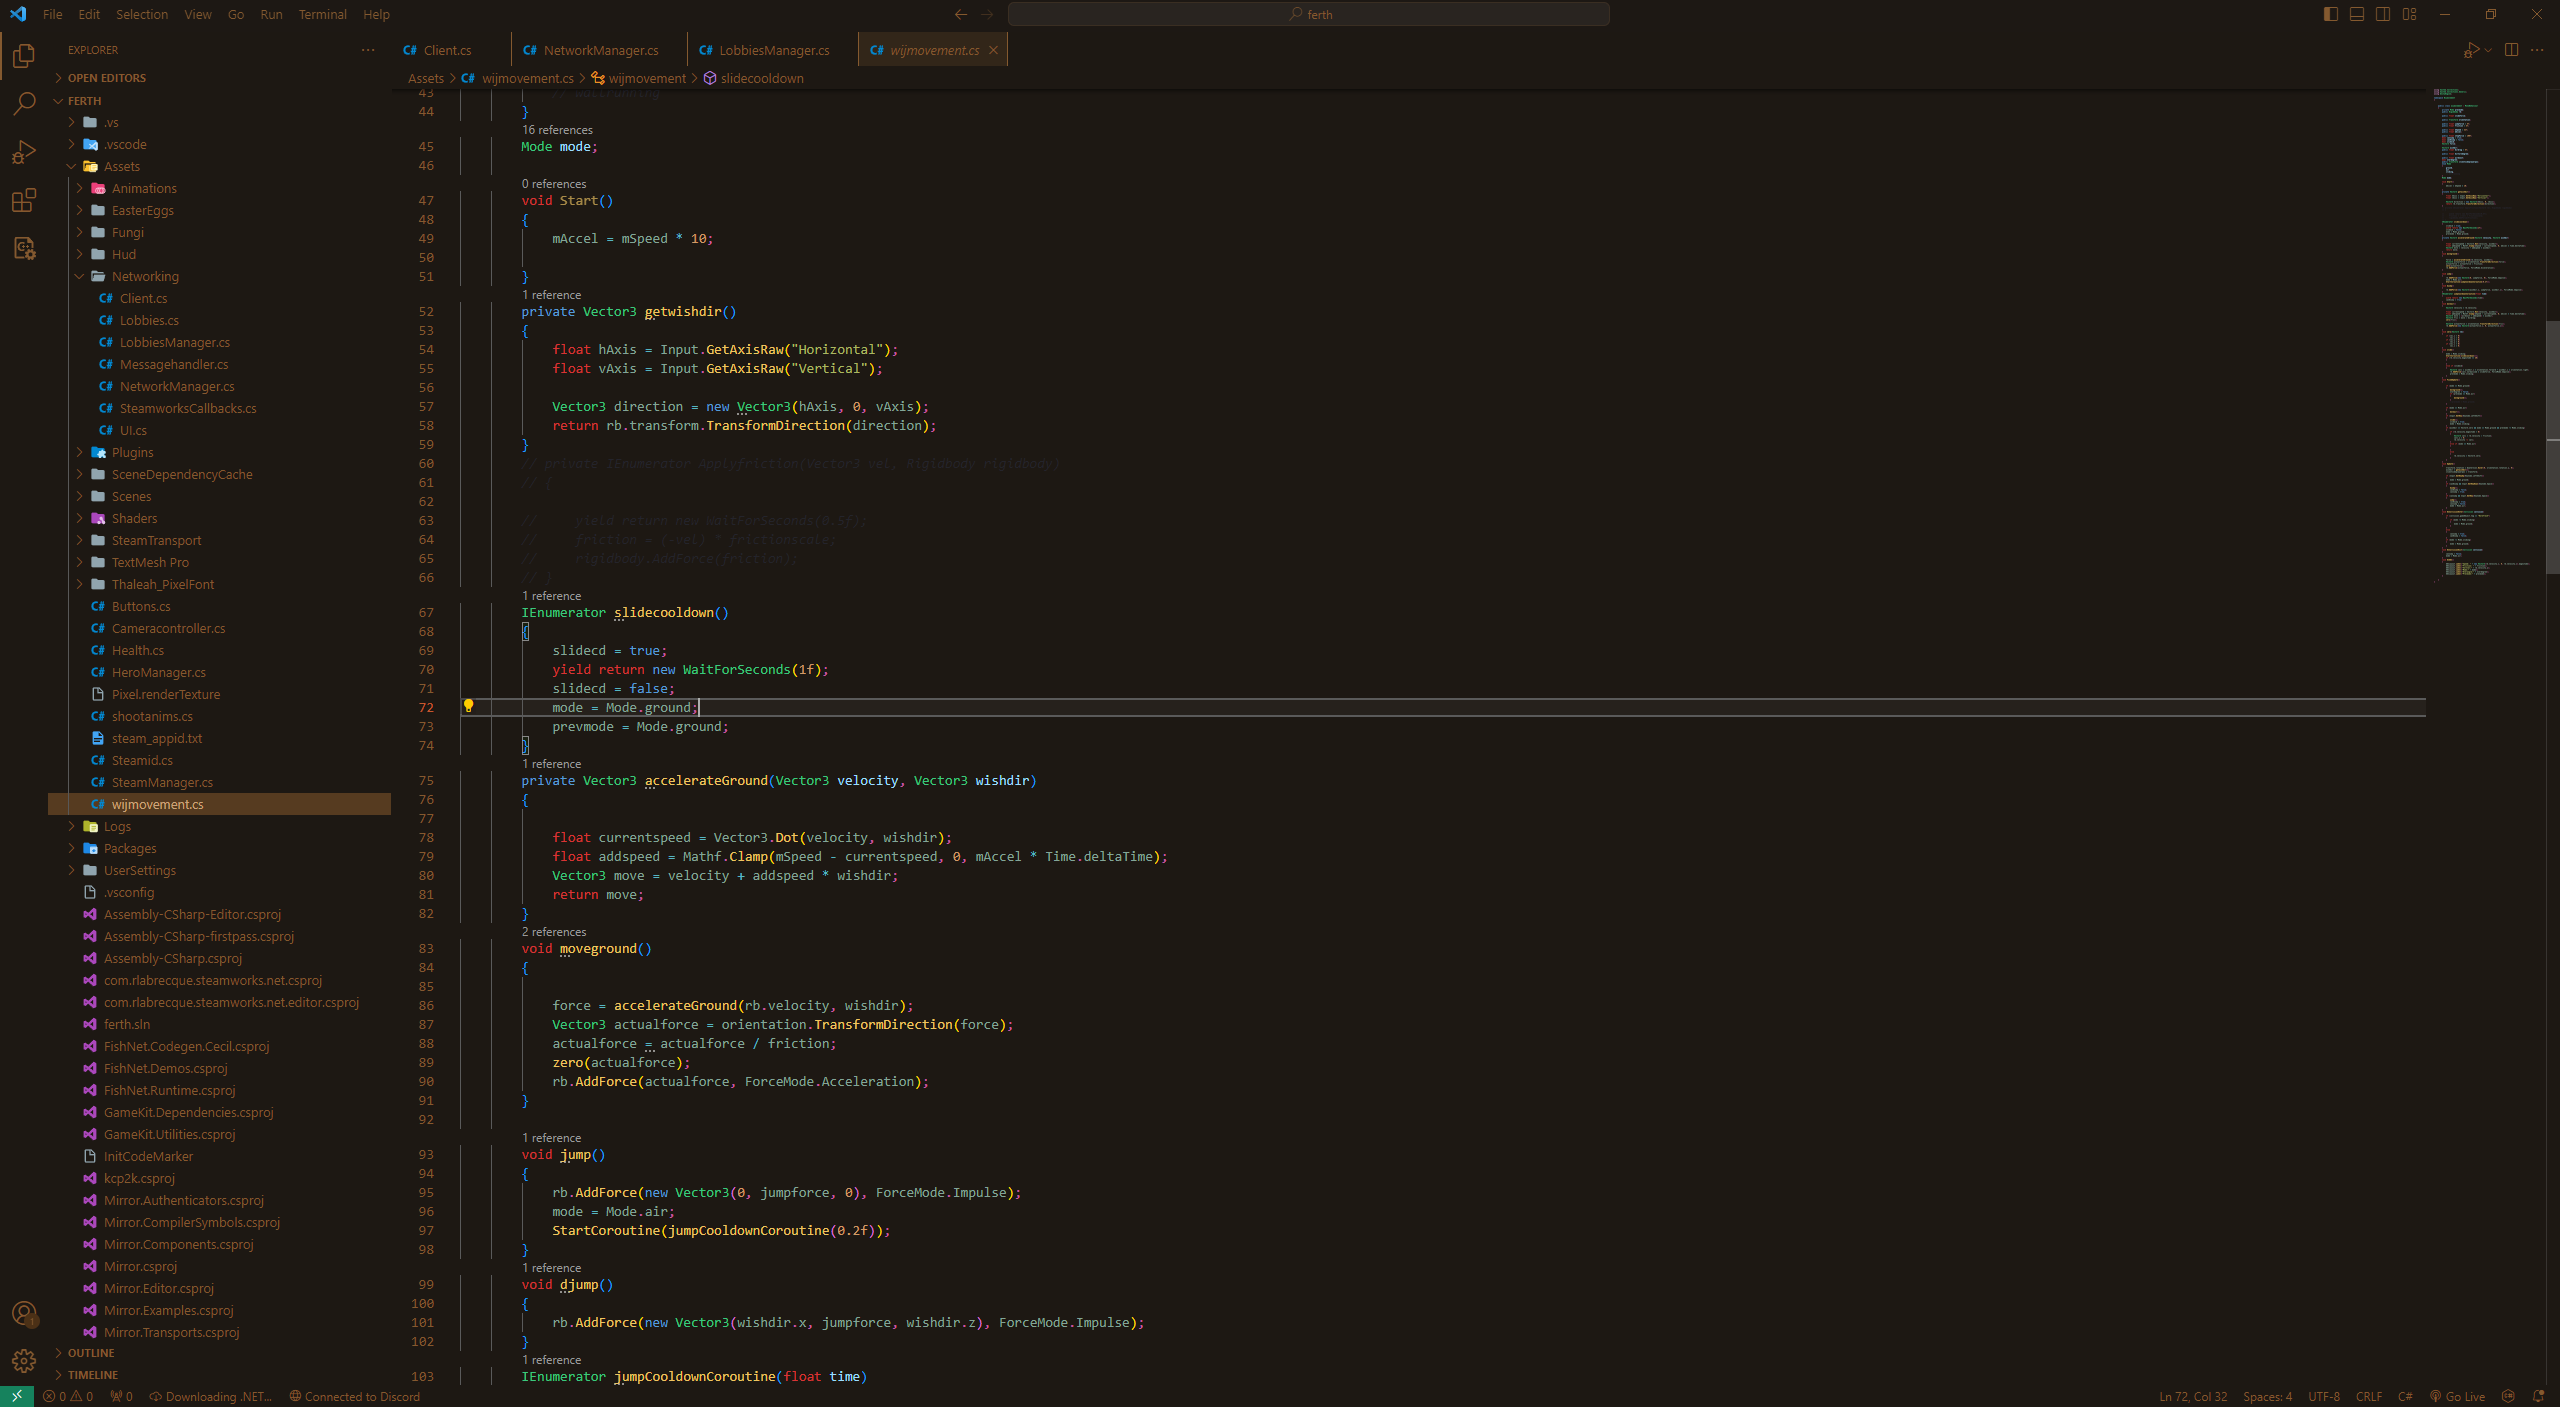 File Edit Selection View Go Run Terminal Help
ferth
EXPLORER
OPEN EDITORS
FERTH
.vs
.vscode
Assets
Animations
EasterEggs
Fungi
Hud
Networking
C# Client.cs
C# Lobbies.cs
C# LobbiesManager.cs
C# Messagehandler.cs
C# NetworkManager.cs
C# SteamworksCallbacks.cs
C# UI.cs
Plugins
SceneDependencyCache
Scenes
Shaders
SteamTransport
TextMesh Pro
Thaleah_PixelFont
C# Buttons.cs
C# Cameracontroller.cs
C# Health.cs
C# HeroManager.cs
Pixel.renderTexture
C# shootanims.cs
steam_appid.txt
C# Steamid.cs
C# SteamManager.cs
C# wijmovement.cs
Logs
Packages
UserSettings
.vsconfig
Assembly-CSharp-Editor.csproj
Assembly-CSharp-firstpass.csproj
Assembly-CSharp.csproj
com.rlabrecque.steamworks.net.csproj
com.rlabrecque.steamworks.net.editor.csproj
ferth.sln
FishNet.Codegen.Cecil.csproj
FishNet.Demos.csproj
FishNet.Runtime.csproj
GameKit.Dependencies.csproj
GameKit.Utilities.csproj
InitCodeMarker
kcp2k.csproj
Mirror.Authenticators.csproj
Mirror.CompilerSymbols.csproj
Mirror.Components.csproj
Mirror.csproj
Mirror.Editor.csproj
Mirror.Examples.csproj
Mirror.Transports.csproj
OUTLINE
TIMELINE
C# Client.cs C# NetworkManager.cs C# LobbiesManager.cs C# wijmovement.cs
Assets > C# wijmovement.cs > wijmovement > slidecooldown
43 // wallrunning
44 }
16 references
45 Mode mode;
46
0 references
47 void Start()
48 {
49 mAccel = mSpeed * 10;
50
51 }
1 reference
52 private Vector3 getwishdir()
53 {
54 float hAxis = Input.GetAxisRaw("Horizontal");
55 float vAxis = Input.GetAxisRaw("Vertical");
56
57 Vector3 direction = new Vector3(hAxis, 0, vAxis);
58 return rb.transform.TransformDirection(direction);
59 }
60 // private IEnumerator Applyfriction(Vector3 vel, Rigidbody rigidbody)
61 // {
62
63 // yield return new WaitForSeconds(0.5f);
64 // friction = (-vel) * frictionscale;
65 // rigidbody.AddForce(friction);
66 // }
1 reference
67 IEnumerator slidecooldown()
68 {
69 slidecd = true;
70 yield return new WaitForSeconds(1f);
71 slidecd = false;
72 mode = Mode.ground;
73 prevmode = Mode.ground;
74 }
1 reference
75 private Vector3 accelerateGround(Vector3 velocity, Vector3 wishdir)
76 {
77
78 float currentspeed = Vector3.Dot(velocity, wishdir);
79 float addspeed = Mathf.Clamp(mSpeed - currentspeed, 0, mAccel * Time.deltaTime);
80 Vector3 move = velocity + addspeed * wishdir;
81 return move;
82 }
2 references
83 void moveground()
84 {
85
86 force = accelerateGround(rb.velocity, wishdir);
87 Vector3 actualforce = orientation.TransformDirection(force);
88 actualforce = actualforce / friction;
89 zero(actualforce);
90 rb.AddForce(actualforce, ForceMode.Acceleration);
91 }
92
1 reference
93 void jump()
94 {
95 rb.AddForce(new Vector3(0, jumpforce, 0), ForceMode.Impulse);
96 mode = Mode.air;
97 StartCoroutine(jumpCooldownCoroutine(0.2f));
98 }
1 reference
99 void djump()
100 {
101 rb.AddForce(new Vector3(wishdir.x, jumpforce, wishdir.z), ForceMode.Impulse);
102 }
1 reference
103 IEnumerator jumpCooldownCoroutine(float time)
1
0 0 0 Downloading .NET... Connected to Discord
Ln 72, Col 32 Spaces: 4 UTF-8 CRLF C# Go Live